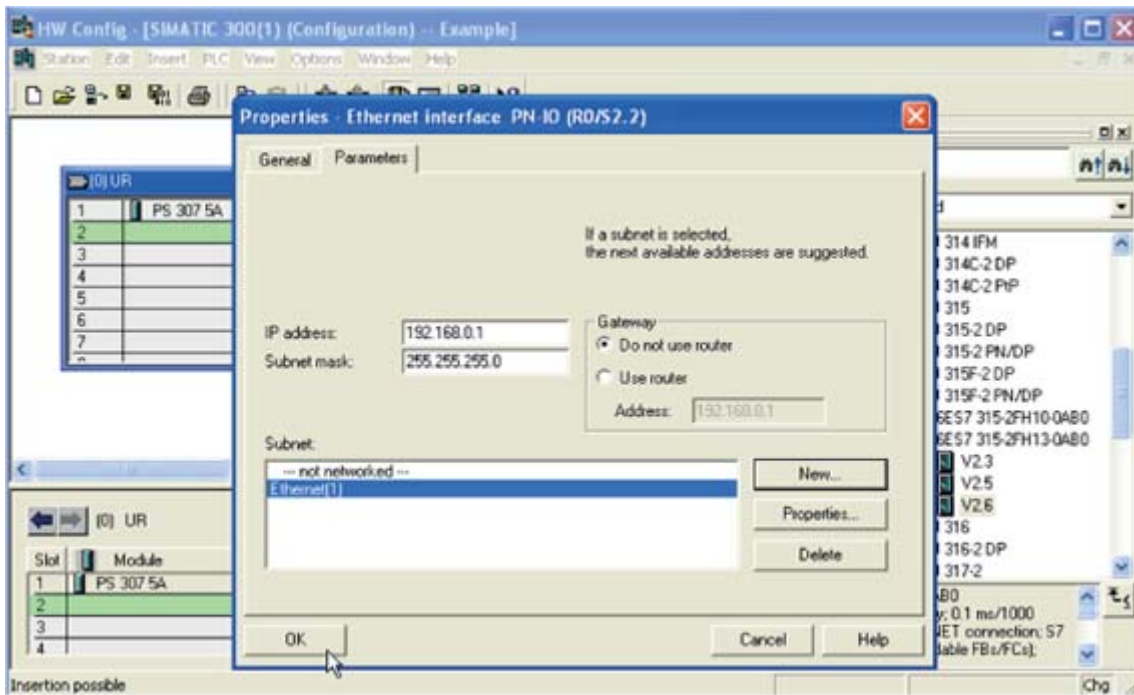 HW Config - [SIMATIC 300(1) (Configuration) -- Example]
Station Edit Insert PLC View Options Window Help
Properties - Ethernet interface PN-IO (R0/S2.2)
General Parameters
If a subnet is selected,
the next available addresses are suggested.
IP address: 192.168.0.1
Subnet mask: 255.255.255.0
Gateway
Do not use router
Use router
Address: 192.168.0.1
Subnet:
--- not networked ---
Ethernet(1)
New...
Properties...
Delete
OK
Cancel
Help
(0) UR
1 PS 307 5A
2
3
4
5
6
7
(0) UR
Slot Module
1 PS 307 5A
2
3
4
314 IFM
314C-2 DP
314C-2 PtP
315
315-2 DP
315-2 PN/DP
315F-2 DP
315F-2 PN/DP
6ES7 315-2FH10-0AB0
6ES7 315-2FH13-0AB0
V2.3
V2.5
V2.6
316
316-2 DP
317-2
AB0
y; 0.1 ms/1000
ET connection; S7
able FBs/FCs);
Insertion possible
Chg